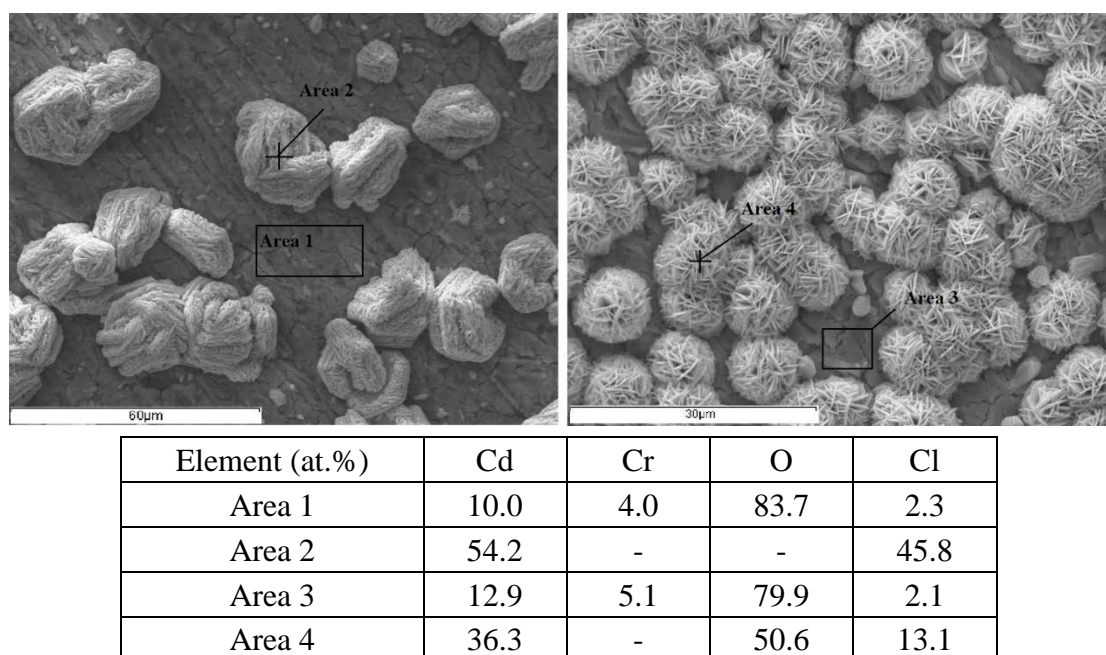 Area 2
Area 1
60µm
Area 4
Area 3
30µm
Element (at.%) Cd Cr O Cl
Area 1 10.0 4.0 83.7 2.3
Area 2 54.2 - - 45.8
Area 3 12.9 5.1 79.9 2.1
Area 4 36.3 - 50.6 13.1